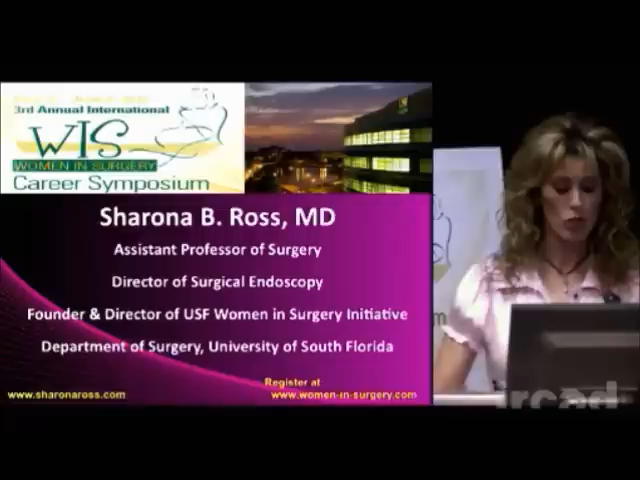 3rd Annual International
WIS
WOMEN IN SURGERY
Career Symposium
Sharona B. Ross, MD
Assistant Professor of Surgery
Director of Surgical Endoscopy
Founder & Director of USF Women in Surgery Initiative
Department of Surgery, University of South Florida
Register at
www.sharonaross.com
www.women-in-surgery.com
ircad